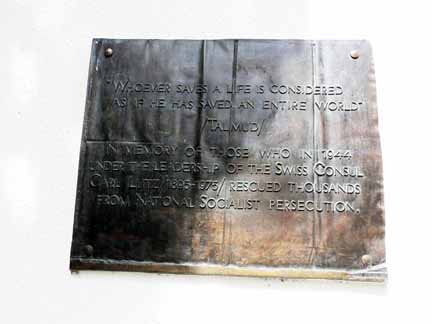 "WHOEVER SAVES A LIFE IS CONSIDERED
AS IF HE HAS SAVED AN ENTIRE WORLD"
/TALMUD/
IN MEMORY OF THOSE WHO IN 1944
UNDER THE LEADERSHIP OF THE SWISS CONSUL
CARL LUTZ /1895-1975/ RESCUED THOUSANDS
FROM NATIONAL SOCIALIST PERSECUTION.